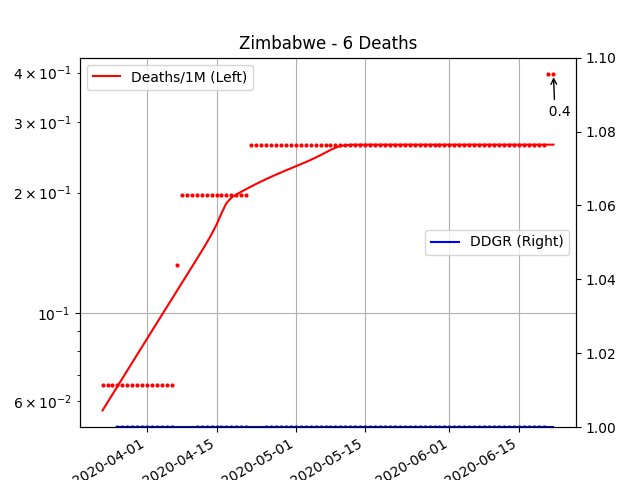 Zimbabwe - 6 Deaths
Deaths/1M (Left)
4 × 10⁻¹
3 × 10⁻¹
2 × 10⁻¹
10⁻¹
6 × 10⁻²
1.10
1.08
1.06
1.04
1.02
1.00
0.4
DDGR (Right)
2020-04-01
2020-04-15
2020-05-01
2020-05-15
2020-06-01
2020-06-15